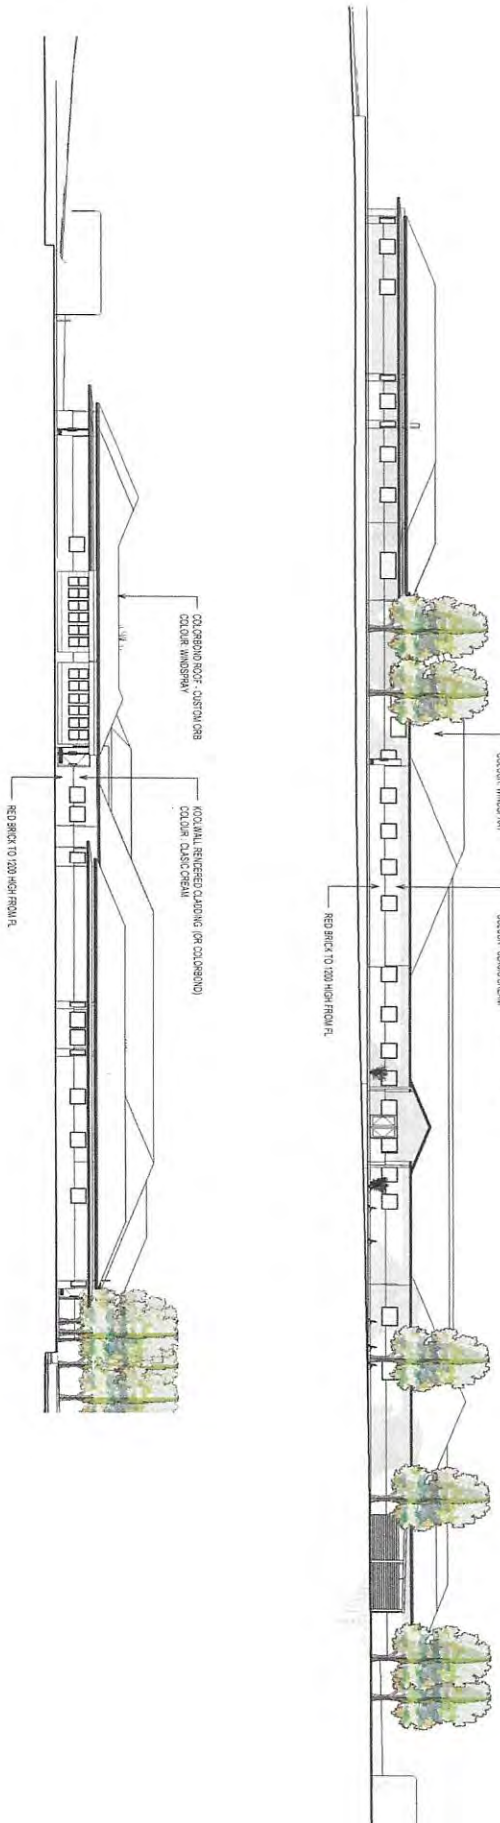 COLORBOND ROOF - CUSTOM ORB
COLOUR: WINDSPRAY
KOOLWALL RENDERED CLADDING (OR COLORBOND)
COLOUR : CLASIC CREAM
RED BRICK TO 1200 HIGH FROM FL
RED BRICK TO 1200 HIGH FROM FL